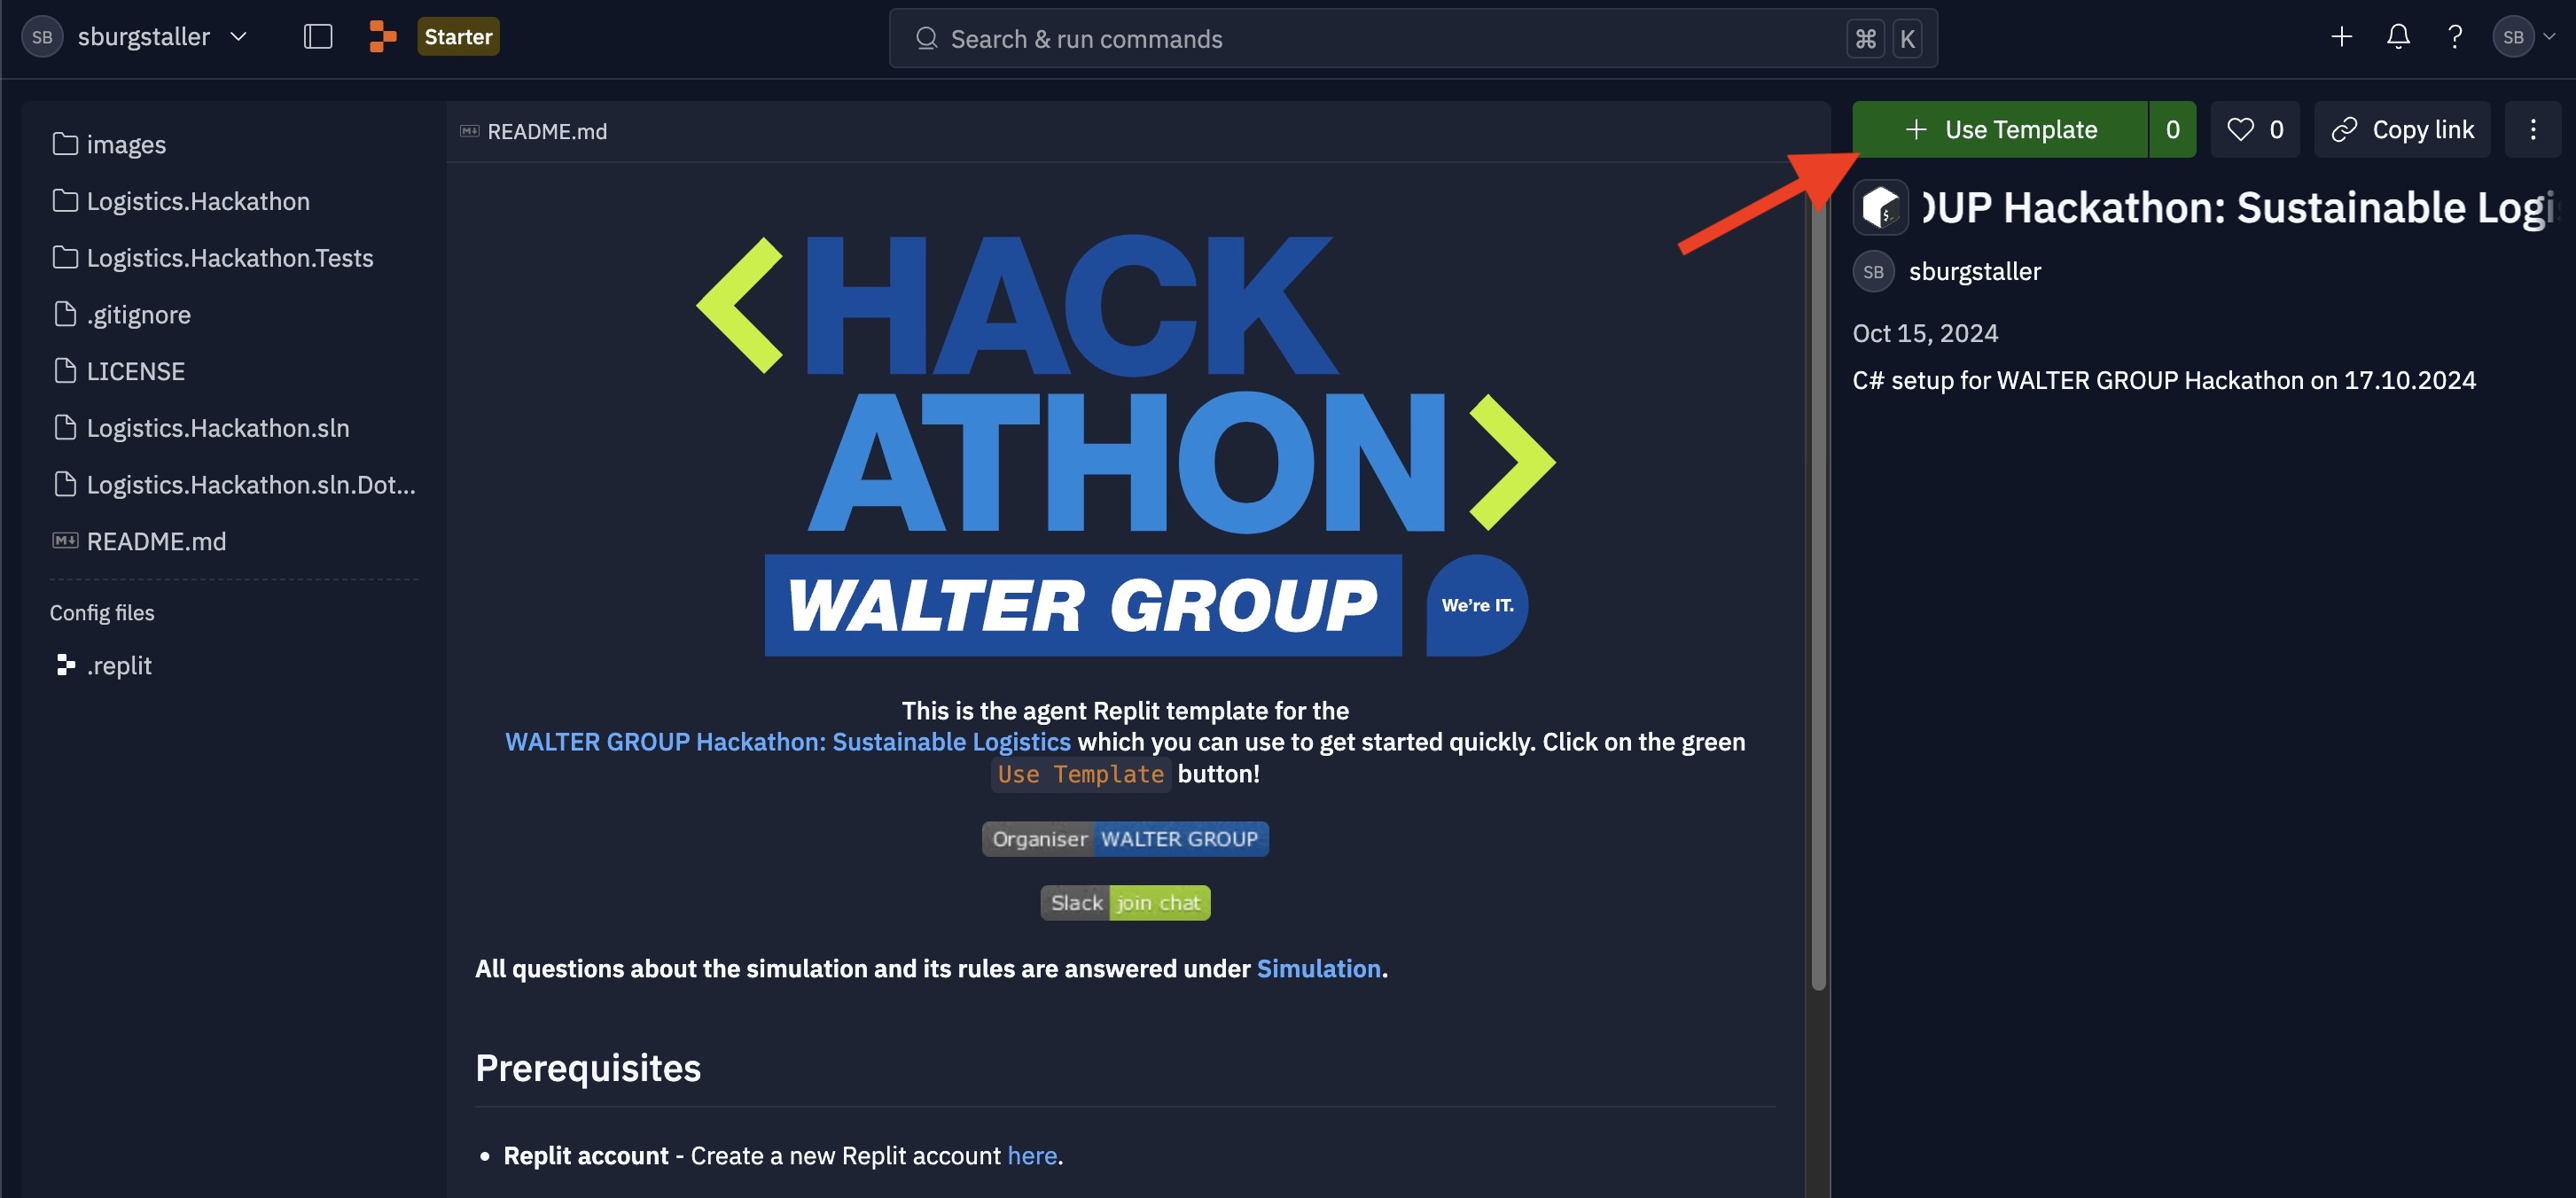 SB sburgstaller Starter Search & run commands ⌘ K ? SB
images
Logistics.Hackathon
Logistics.Hackathon.Tests
.gitignore
LICENSE
Logistics.Hackathon.sln
Logistics.Hackathon.sln.Dot...
README.md
Config files
.replit
README.md
<HACK
ATHON>
WALTER GROUP We're IT.
This is the agent Replit template for the
WALTER GROUP Hackathon: Sustainable Logistics which you can use to get started quickly. Click on the green
Use Template button!
Organiser WALTER GROUP
Slack join chat
All questions about the simulation and its rules are answered under Simulation.
Prerequisites
• Replit account - Create a new Replit account here.
+ Use Template 0 0 Copy link
OUP Hackathon: Sustainable Logi
SB sburgstaller
Oct 15, 2024
C# setup for WALTER GROUP Hackathon on 17.10.2024